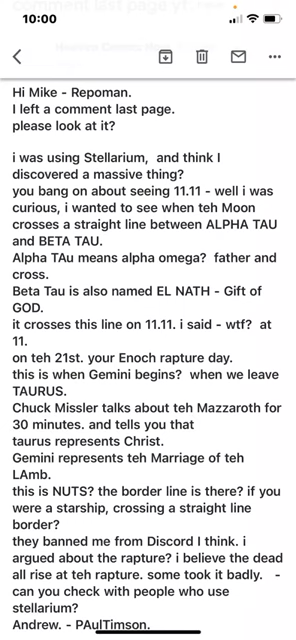 10:00
Hi Mike - Repoman.
I left a comment last page.
please look at it?
i was using Stellarium, and think I
discovered a massive thing?
you bang on about seeing 11.11 - well i was
curious, i wanted to see when teh Moon
crosses a straight line between ALPHA TAU
and BETA TAU.
Alpha TAu means alpha omega? father and
cross.
Beta Tau is also named EL NATH - Gift of
GOD.
it crosses this line on 11.11. i said - wtf? at
11.
on teh 21st. your Enoch rapture day.
this is when Gemini begins? when we leave
TAURUS.
Chuck Missler talks about teh Mazzaroth for
30 minutes. and tells you that
taurus represents Christ.
Gemini represents teh Marriage of teh
LAmb.
this is NUTS? the border line is there? if you
were a starship, crossing a straight line
border?
they banned me from Discord I think. i
argued about the rapture? i believe the dead
all rise at teh rapture. some took it badly. -
can you check with people who use
stellarium?
Andrew. - PAulTimson.